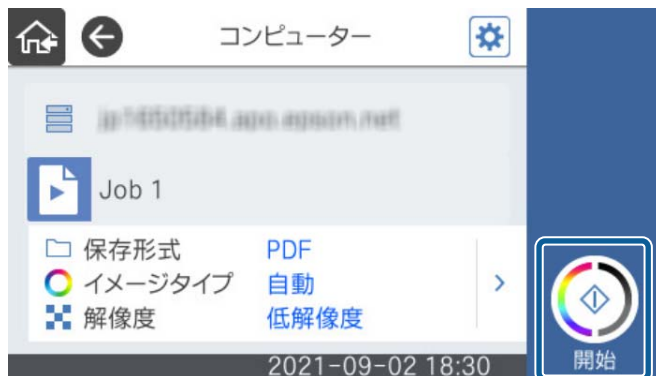 コンピューター
Job 1
保存形式 PDF
イメージタイプ 自動
解像度 低解像度
2021-09-02 18:30
開始